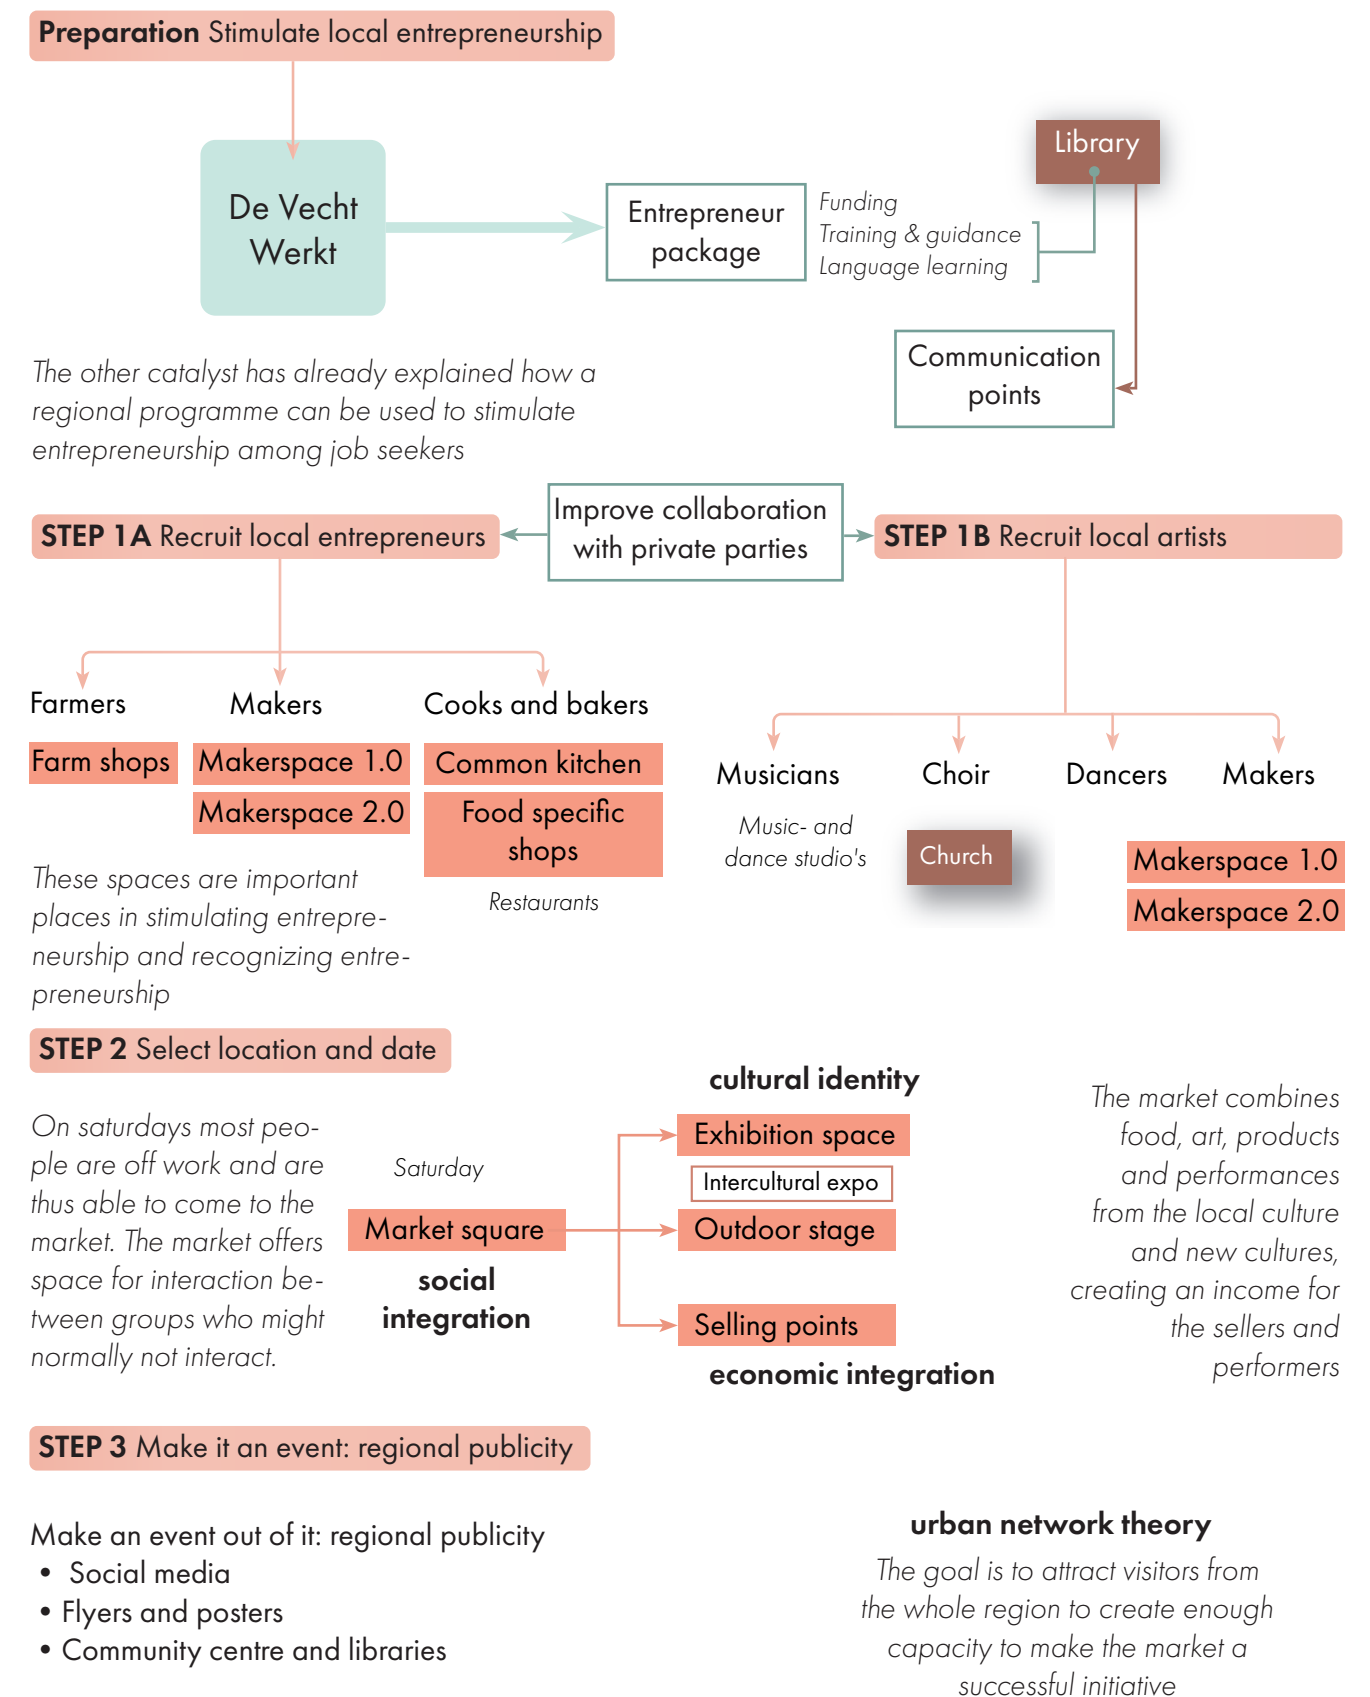 Preparation Stimulate local entrepreneurship
Library
De Vecht
Werkt
Entrepreneur
package
Funding
Training & guidance
Language learning
Communication
points
The other catalyst has already explained how a
regional programme can be used to stimulate
entrepreneurship among job seekers
Improve collaboration
with private parties
STEP 1A Recruit local entrepreneurs
STEP 1B Recruit local artists
Farmers
Farm shops
Makers
Makerspace 1.0
Makerspace 2.0
Cooks and bakers
Common kitchen
Food specific
shops
Restaurants
These spaces are important
places in stimulating entrepre-
neurship and recognizing entre-
preneurship
Musicians
Music- and
dance studio's
Choir
Church
Dancers
Makers
Makerspace 1.0
Makerspace 2.0
STEP 2 Select location and date
On saturdays most peo-
ple are off work and are
thus able to come to the
market. The market offers
space for interaction be-
tween groups who might
normally not interact.
Saturday
Market square
social
integration
cultural identity
Exhibition space
Intercultural expo
Outdoor stage
Selling points
economic integration
The market combines
food, art, products
and performances
from the local culture
and new cultures,
creating an income for
the sellers and
performers
STEP 3 Make it an event: regional publicity
Make an event out of it: regional publicity
• Social media
• Flyers and posters
• Community centre and libraries
urban network theory
The goal is to attract visitors from
the whole region to create enough
capacity to make the market a
successful initiative